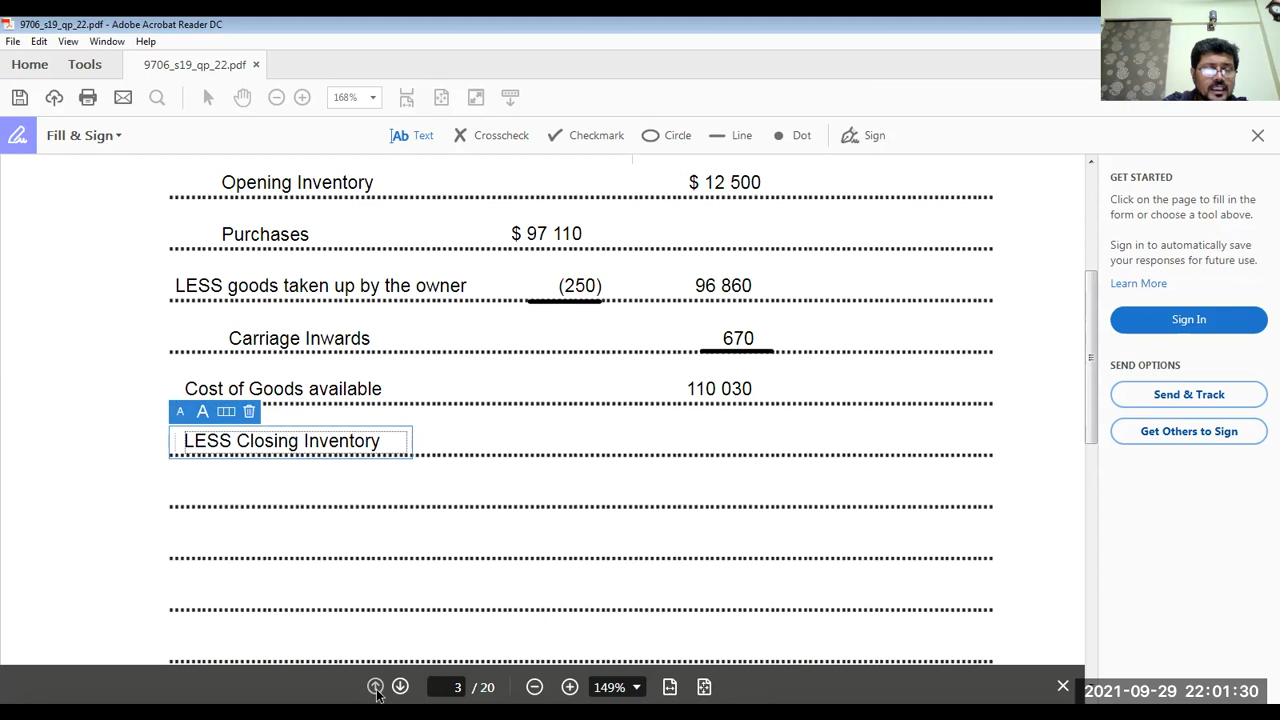 9706_s19_qp_22.pdf - Adobe Acrobat Reader DC
File Edit View Window Help
Home Tools 9706_s19_qp_22.pdf ×
168%
Fill & Sign
Ab Text Crosscheck Checkmark Circle Line Dot Sign
Opening Inventory $ 12 500
Purchases $ 97 110
LESS goods taken up by the owner (250) 96 860
Carriage Inwards 670
Cost of Goods available 110 030
A A
LESS Closing Inventory
GET STARTED
Click on the page to fill in the
form or choose a tool above.
Sign in to automatically save
your responses for future use.
Learn More
Sign In
SEND OPTIONS
Send & Track
Get Others to Sign
3 / 20 149%
2021-09-29 22:01:30